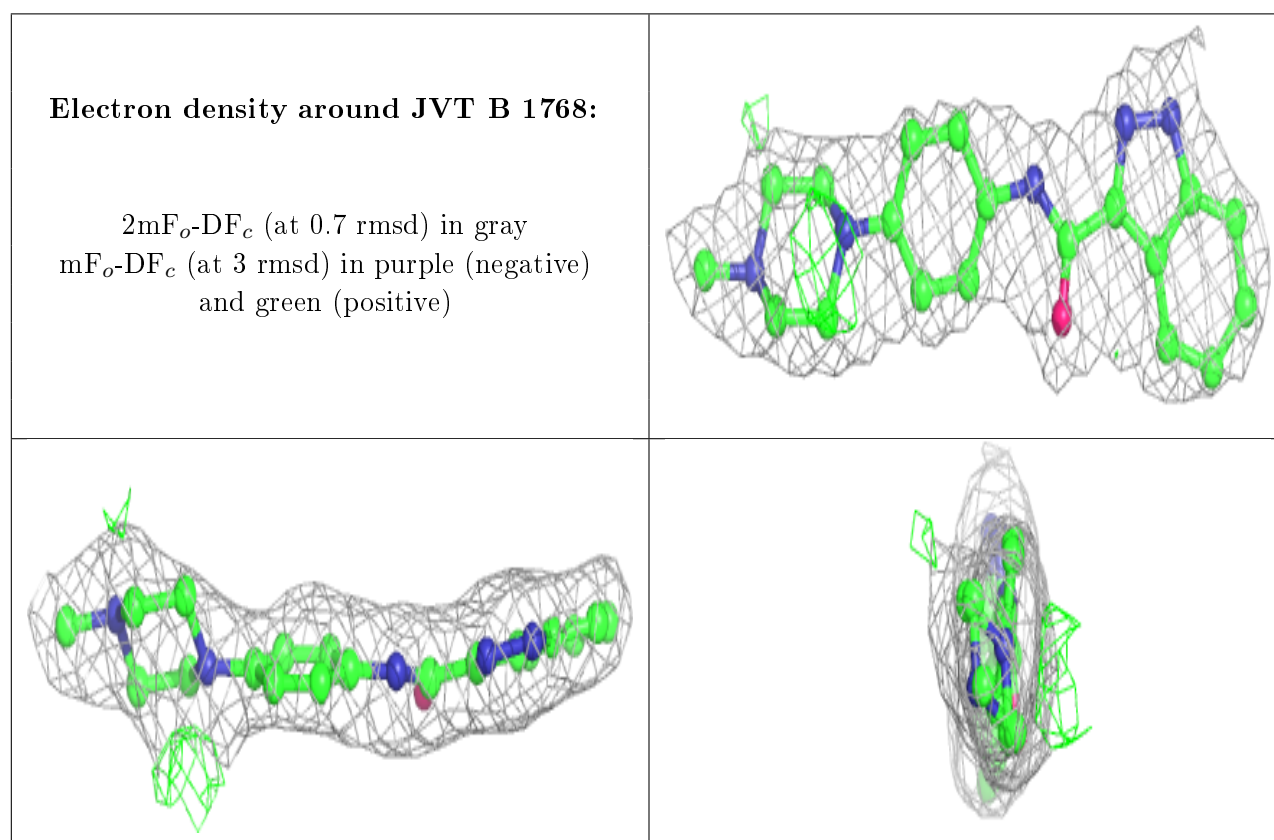 Electron density around JVT B 1768:
2mFₒ-DF𝒸 (at 0.7 rmsd) in gray
mFₒ-DF𝒸 (at 3 rmsd) in purple (negative)
and green (positive)